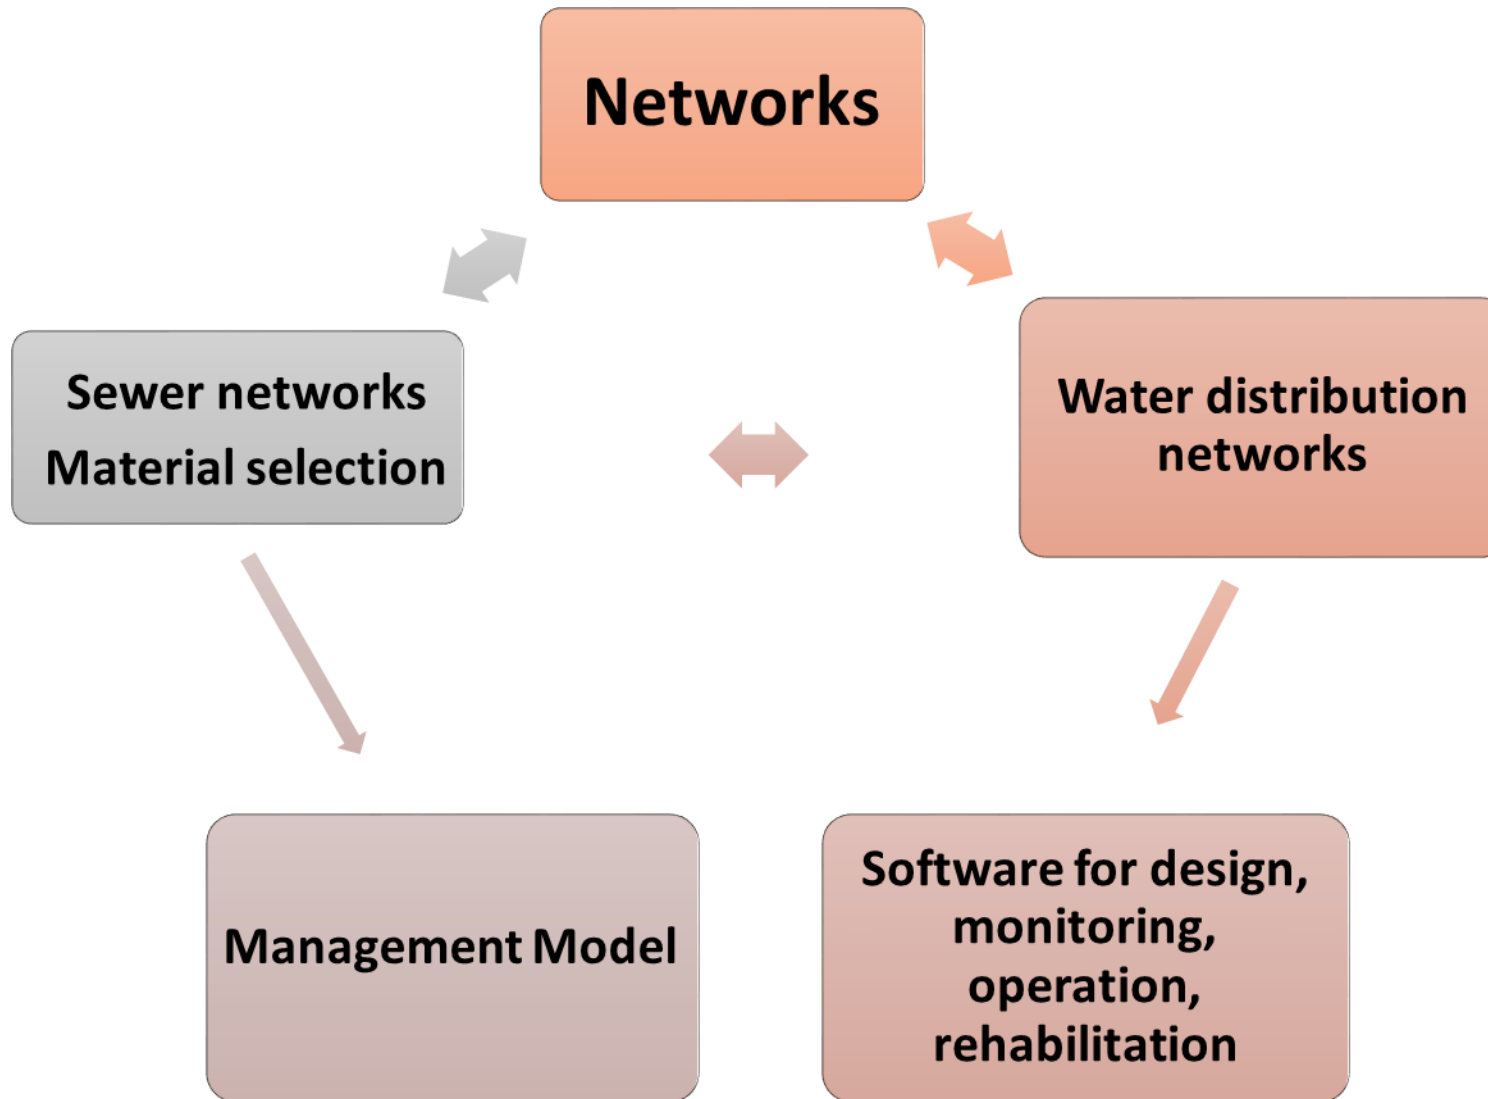 Networks
Sewer networks
Material selection
Water distribution
networks
Management Model
Software for design,
monitoring,
operation,
rehabilitation